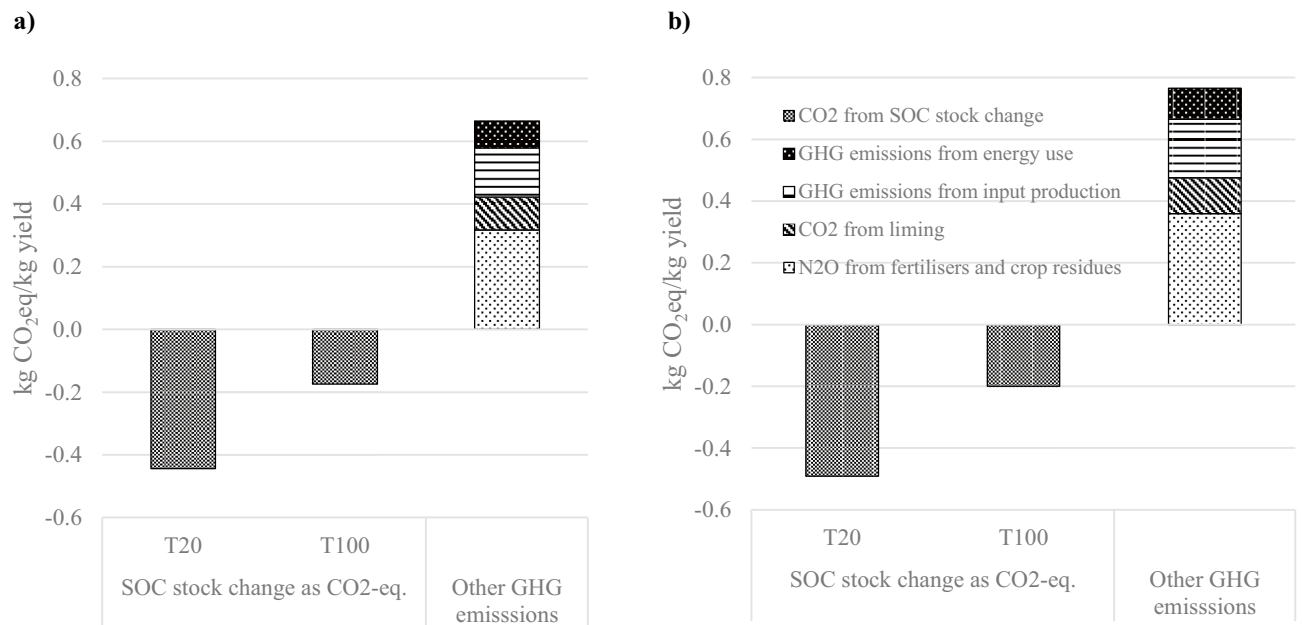 a)
kg CO2eq/kg yield
0.8
0.6
0.4
0.2
0.0
-0.2
-0.4
-0.6
T20
T100
SOC stock change as CO2-eq.
Other GHG
emisssions
b)
kg CO2eq/kg yield
0.8
0.6
0.4
0.2
0.0
-0.2
-0.4
-0.6
CO2 from SOC stock change
GHG emissions from energy use
GHG emissions from input production
CO2 from liming
N2O from fertilisers and crop residues
T20
T100
SOC stock change as CO2-eq.
Other GHG
emisssions